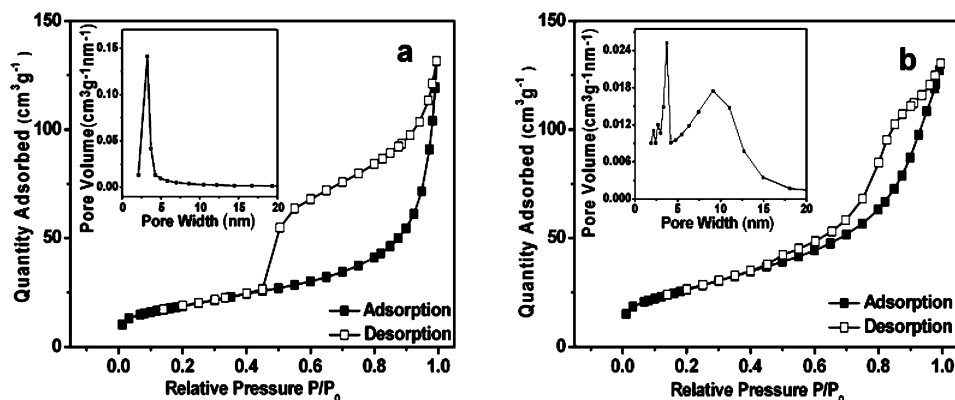 a
Quantity Adsorbed (cm³g⁻¹)
150
100
50
0
0.0 0.2 0.4 0.6 0.8 1.0
Relative Pressure P/P₀
Adsorption
Desorption
Pore Volume(cm3g-1nm-1)
0.15
0.10
0.05
0.00
0 5 10 15 20
Pore Width (nm)
b
Quantity Adsorbed (cm³g⁻¹)
150
100
50
0
0.0 0.2 0.4 0.6 0.8 1.0
Relative Pressure P/P₀
Adsorption
Desorption
Pore Volume(cm3g-1nm-1)
0.024
0.018
0.012
0.006
0.000
0 5 10 15 20
Pore Width (nm)